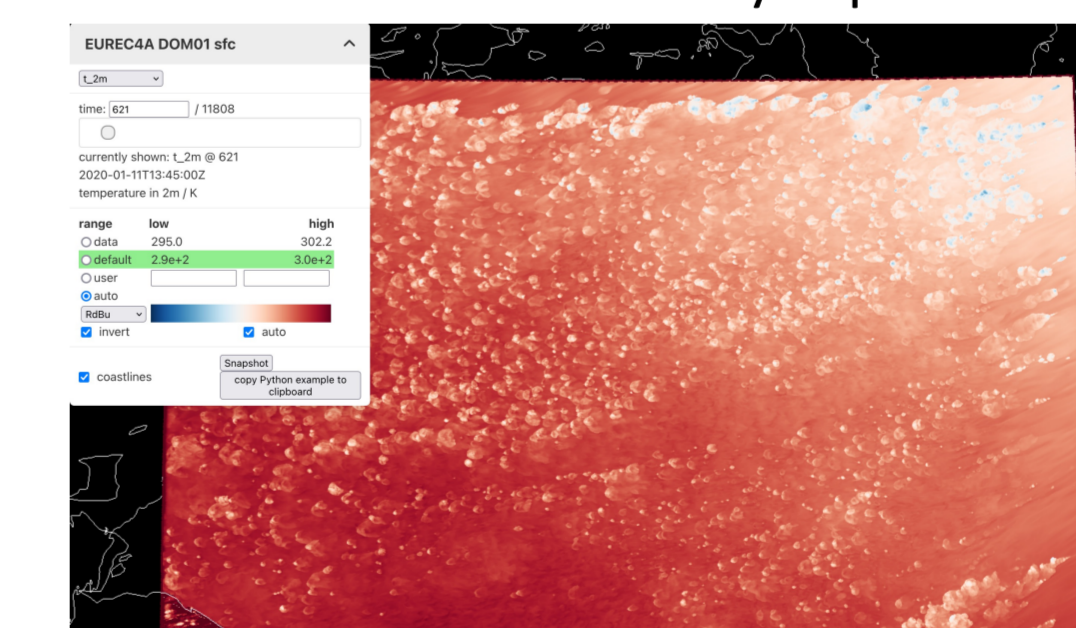 EUREC4A DOM01 sfc
t_2m
time: 621 / 11808
currently shown: t_2m @ 621
2020-01-11T13:45:00Z
temperature in 2m / K
range low high
data 295.0 302.2
default 2.9e+2 3.0e+2
user
auto
RdBu
invert auto
Snapshot
coastlines
copy Python example to
clipboard